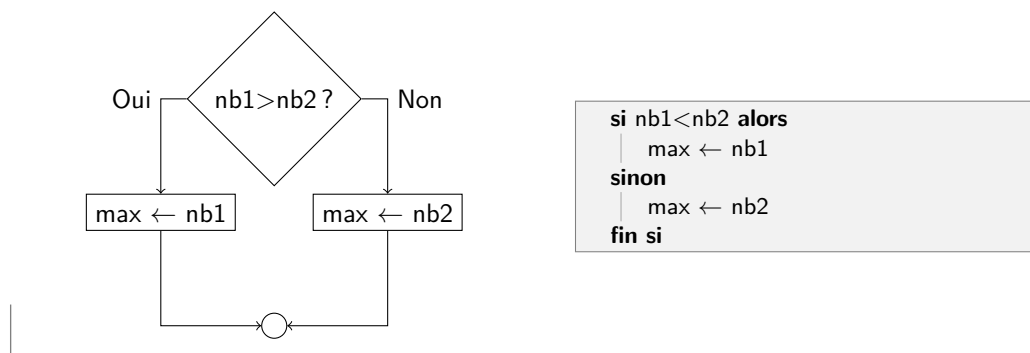 Oui
nb1>nb2 ?
Non
max ← nb1
max ← nb2
si nb1<nb2 alors
max ← nb1
sinon
max ← nb2
fin si